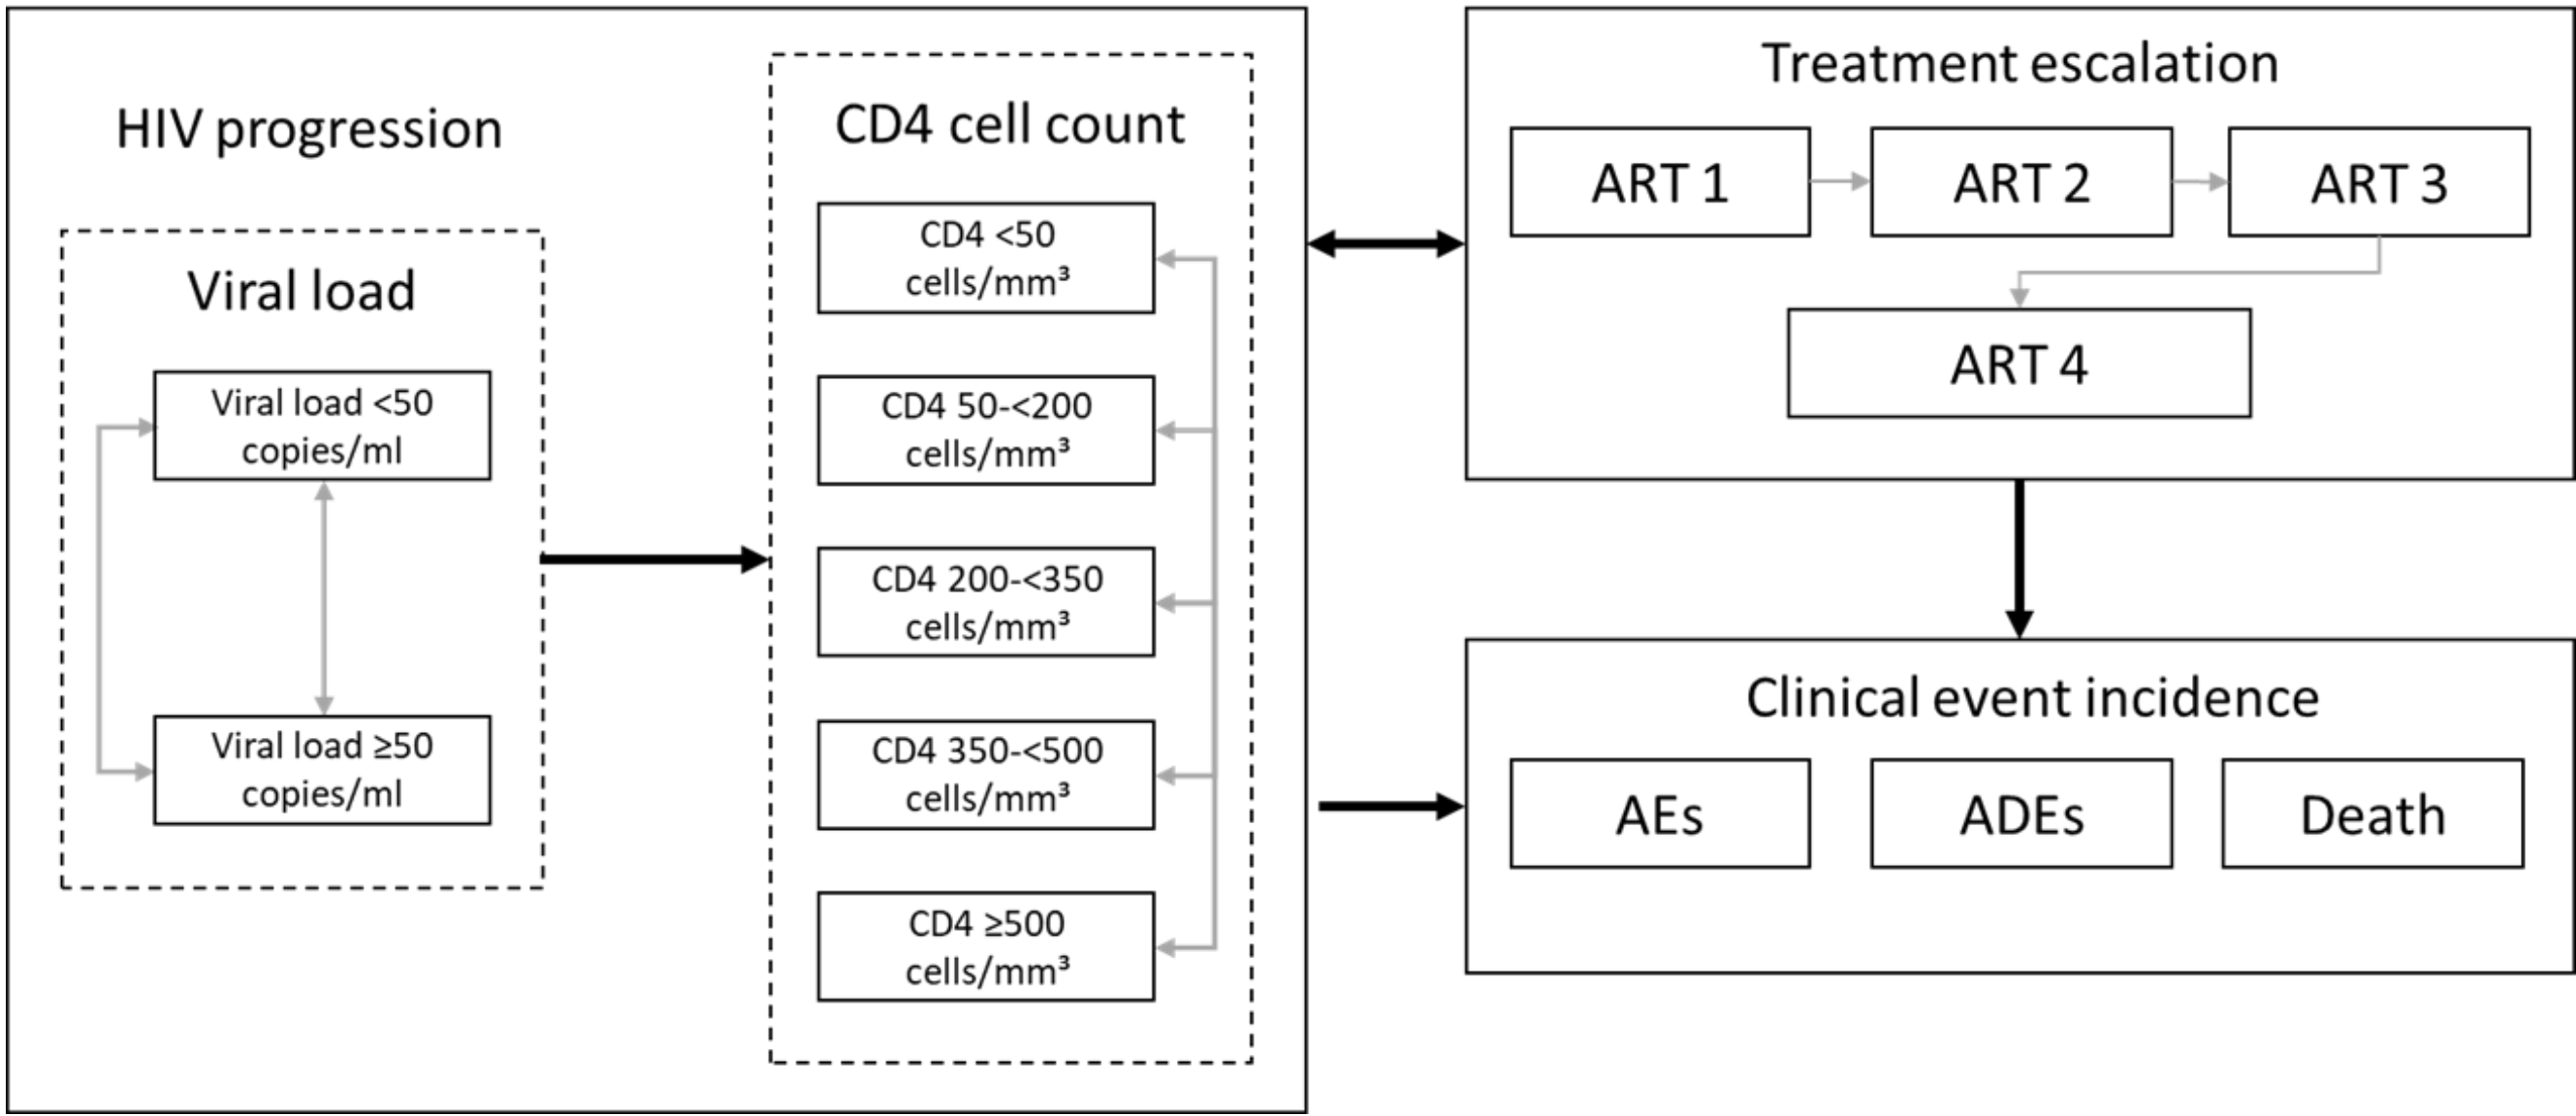 HIV progression
Viral load
Viral load <50
copies/ml
Viral load ≥50
copies/ml
CD4 cell count
CD4 <50
cells/mm³
CD4 50-<200
cells/mm³
CD4 200-<350
cells/mm³
CD4 350-<500
cells/mm³
CD4 ≥500
cells/mm³
Treatment escalation
ART 1
ART 2
ART 3
ART 4
Clinical event incidence
AEs
ADEs
Death